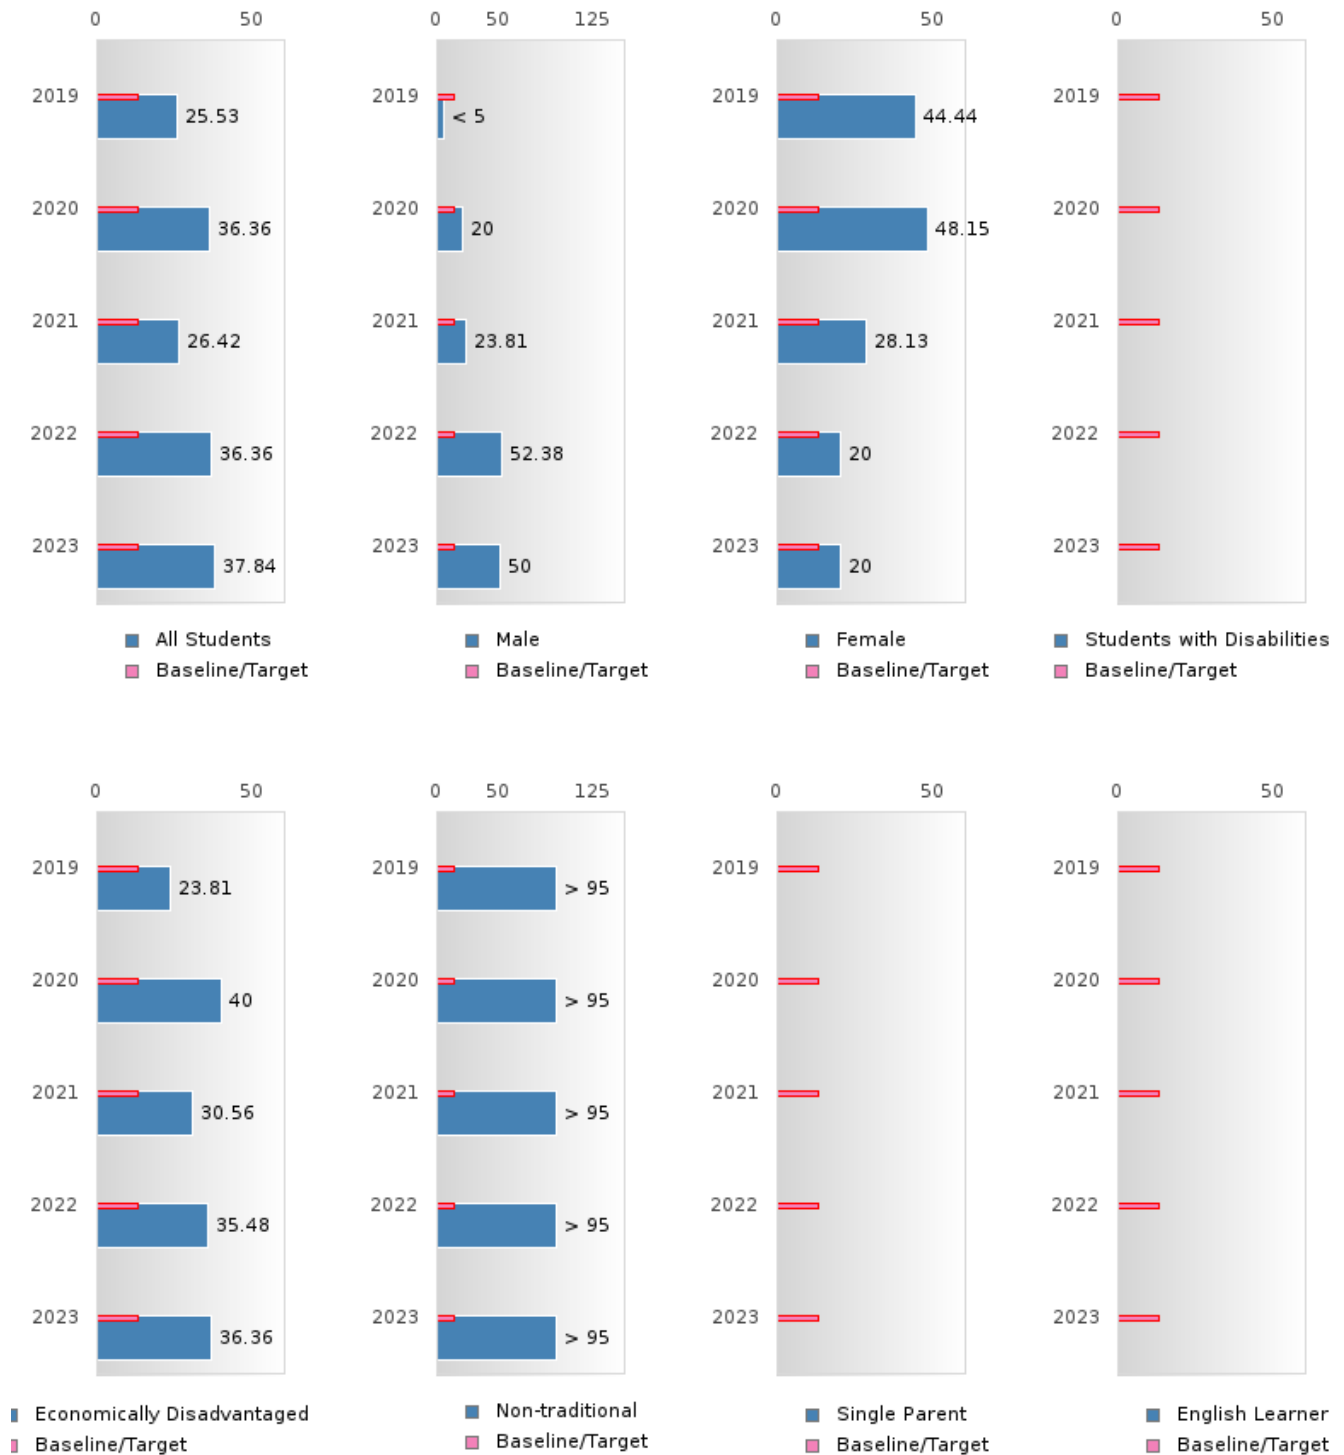 0 50
2019 25.53
2020 36.36
2021 26.42
2022 36.36
2023 37.84
All Students
Baseline/Target
0 50 125
2019 < 5
2020 20
2021 23.81
2022 52.38
2023 50
Male
Baseline/Target
0 50
2019 44.44
2020 48.15
2021 28.13
2022 20
2023 20
Female
Baseline/Target
0 50
2019
2020
2021
2022
2023
Students with Disabilities
Baseline/Target
0 50
2019 23.81
2020 40
2021 30.56
2022 35.48
2023 36.36
Economically Disadvantaged
Baseline/Target
0 50 125
2019 > 95
2020 > 95
2021 > 95
2022 > 95
2023 > 95
Non-traditional
Baseline/Target
0 50
2019
2020
2021
2022
2023
Single Parent
Baseline/Target
0 50
2019
2020
2021
2022
2023
English Learner
Baseline/Target